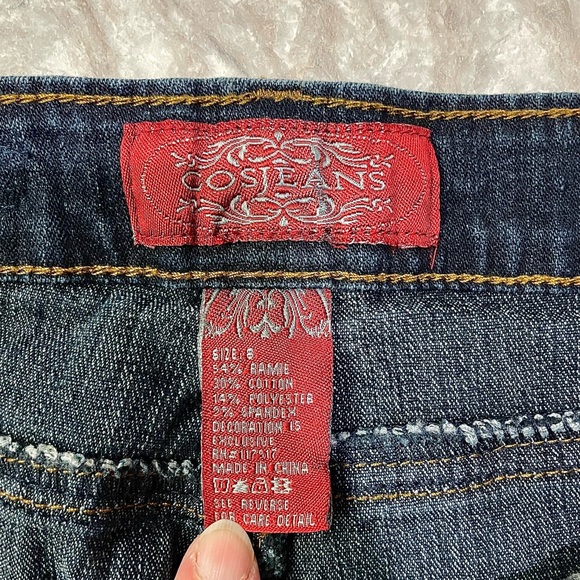 COSJEANS
SIZE: 8
54% RAMIE
30% COTTON
14% POLYESTER
2% SPANDEX
DECORATION IS
EXCLUSIVE
RN#117517
MADE IN CHINA
SEE REVERSE
FOR CARE DETAIL